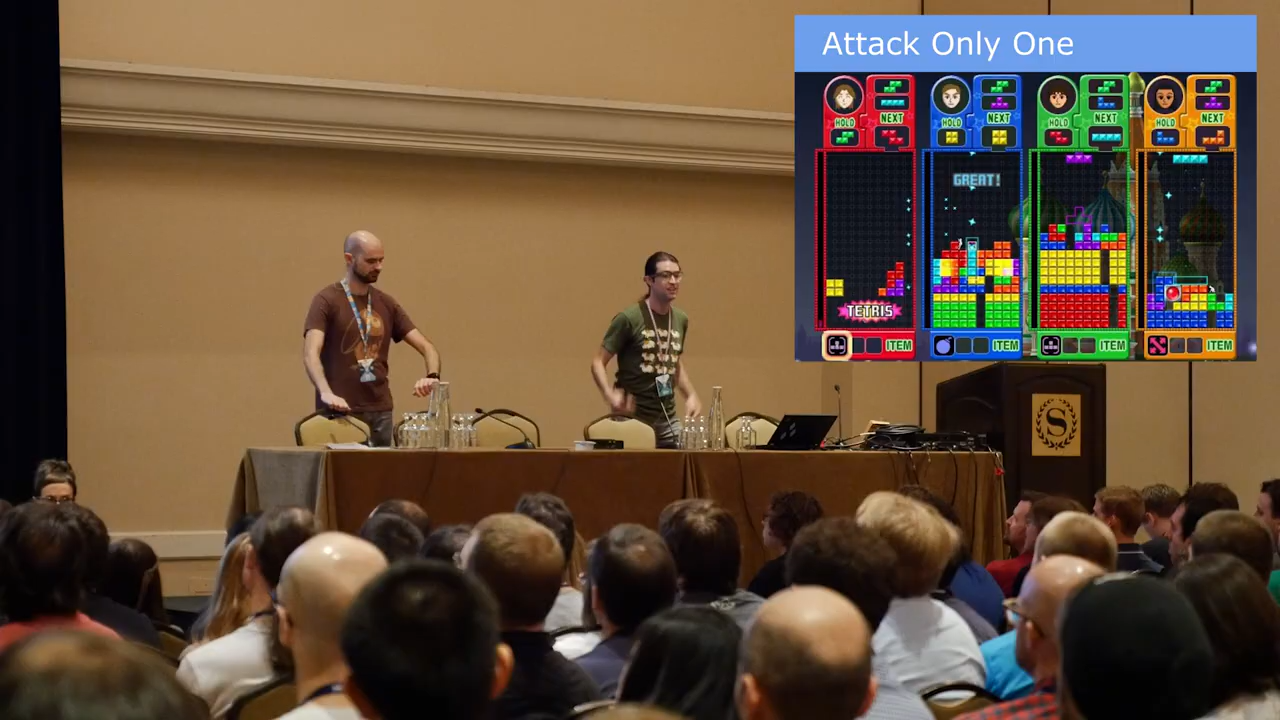 Attack Only One
HOLD NEXT HOLD NEXT HOLD NEXT HOLD NEXT
GREAT!
TETRIS
ITEM ITEM ITEM ITEM
S